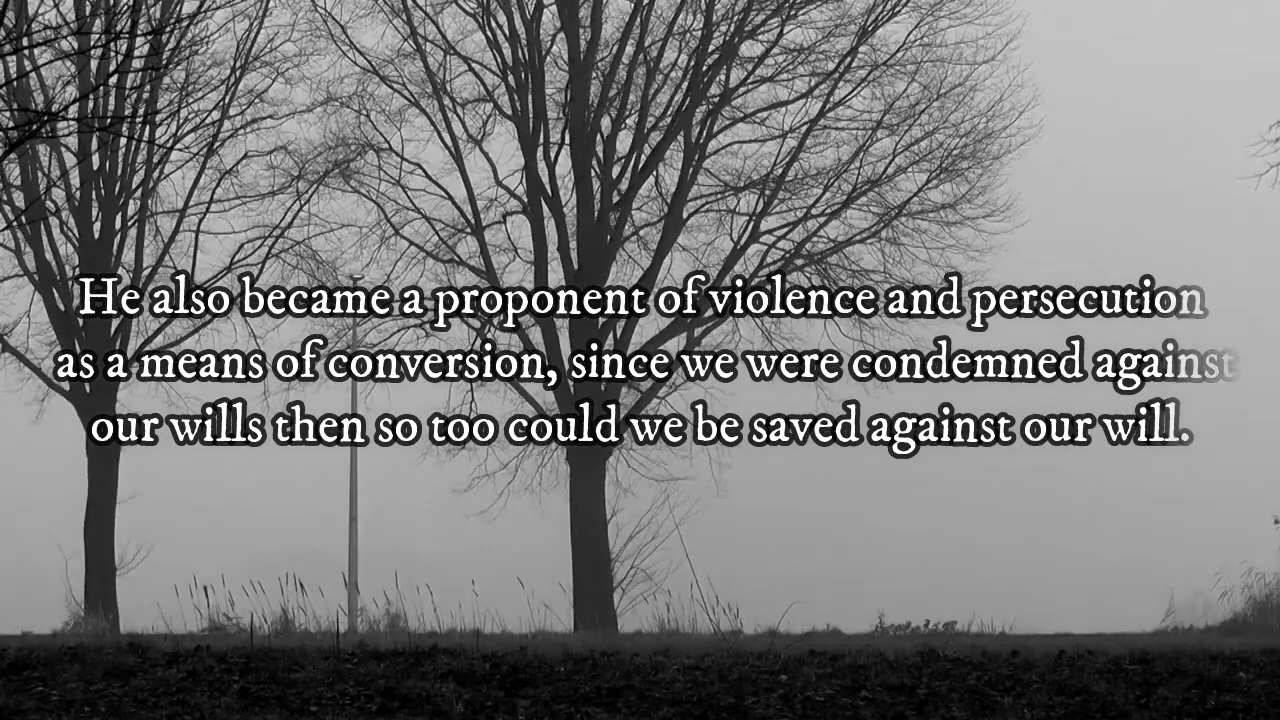 He also became a proponent of violence and persecution
as a means of conversion, since we were condemned against
our wills then so too could we be saved against our will.